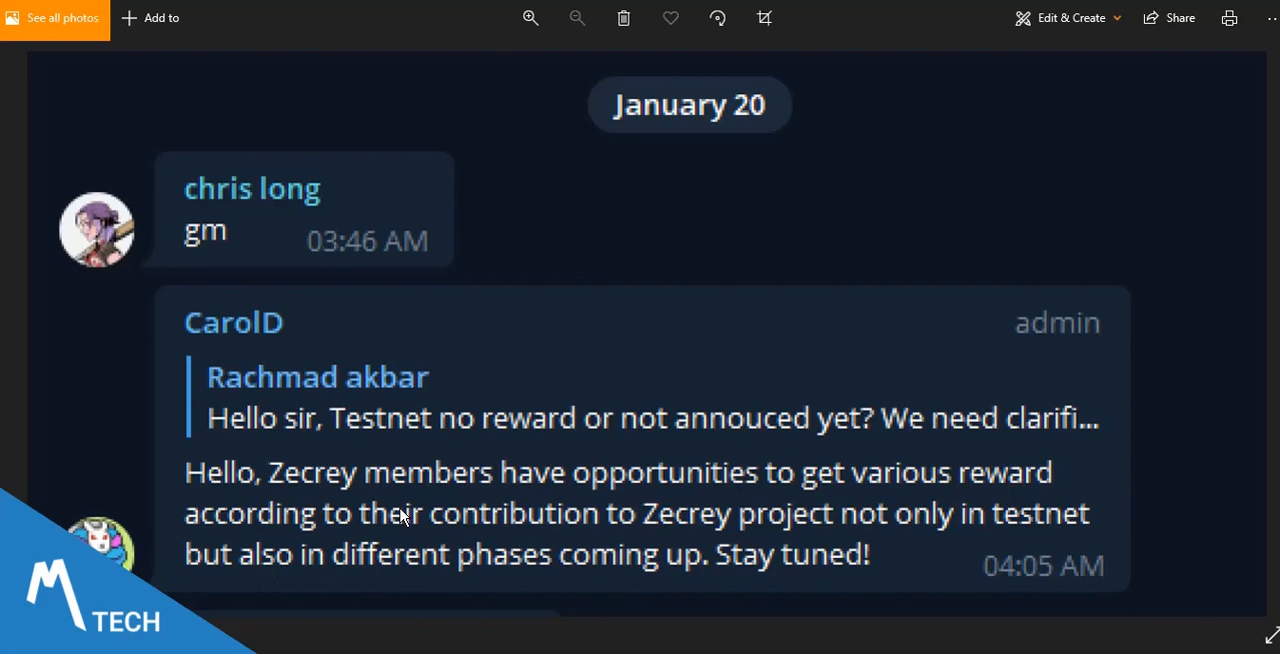 See all photos
Add to
Edit & Create
Share
January 20
chris long
gm
03:46 AM
CarolD
admin
Rachmad akbar
Hello sir, Testnet no reward or not annouced yet? We need clarifi...
Hello, Zecrey members have opportunities to get various reward
according to their contribution to Zecrey project not only in testnet
but also in different phases coming up. Stay tuned!
04:05 AM
M TECH